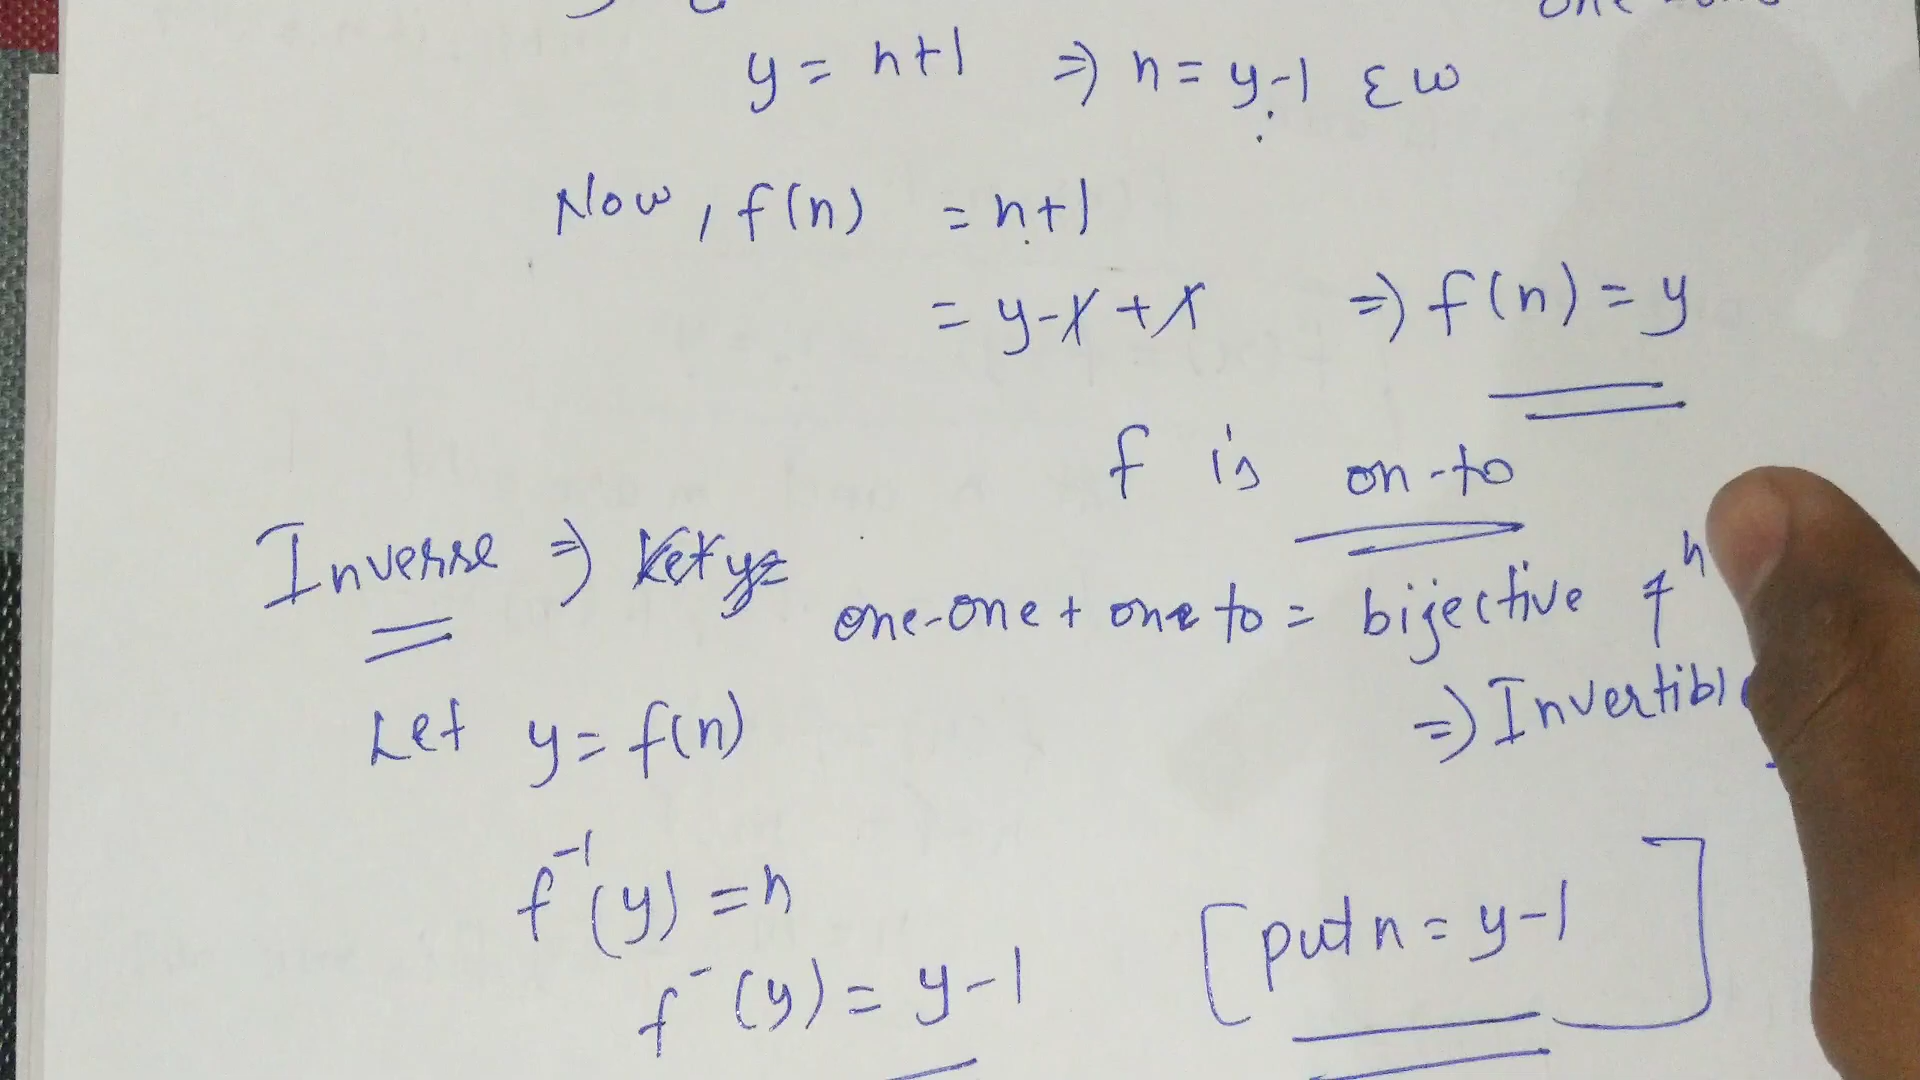 y = n+1 ⇒ n = y-1 ε w
Now, f(n) = n+1
= y-1+1 ⇒ f(n) = y
f is on-to
Inverse ⇒
one-one + one to = bijective fⁿ
⇒ Invertibl
Let y = f(n)
f⁻¹(y) = n
[put n = y-1]
f⁻(y) = y-1